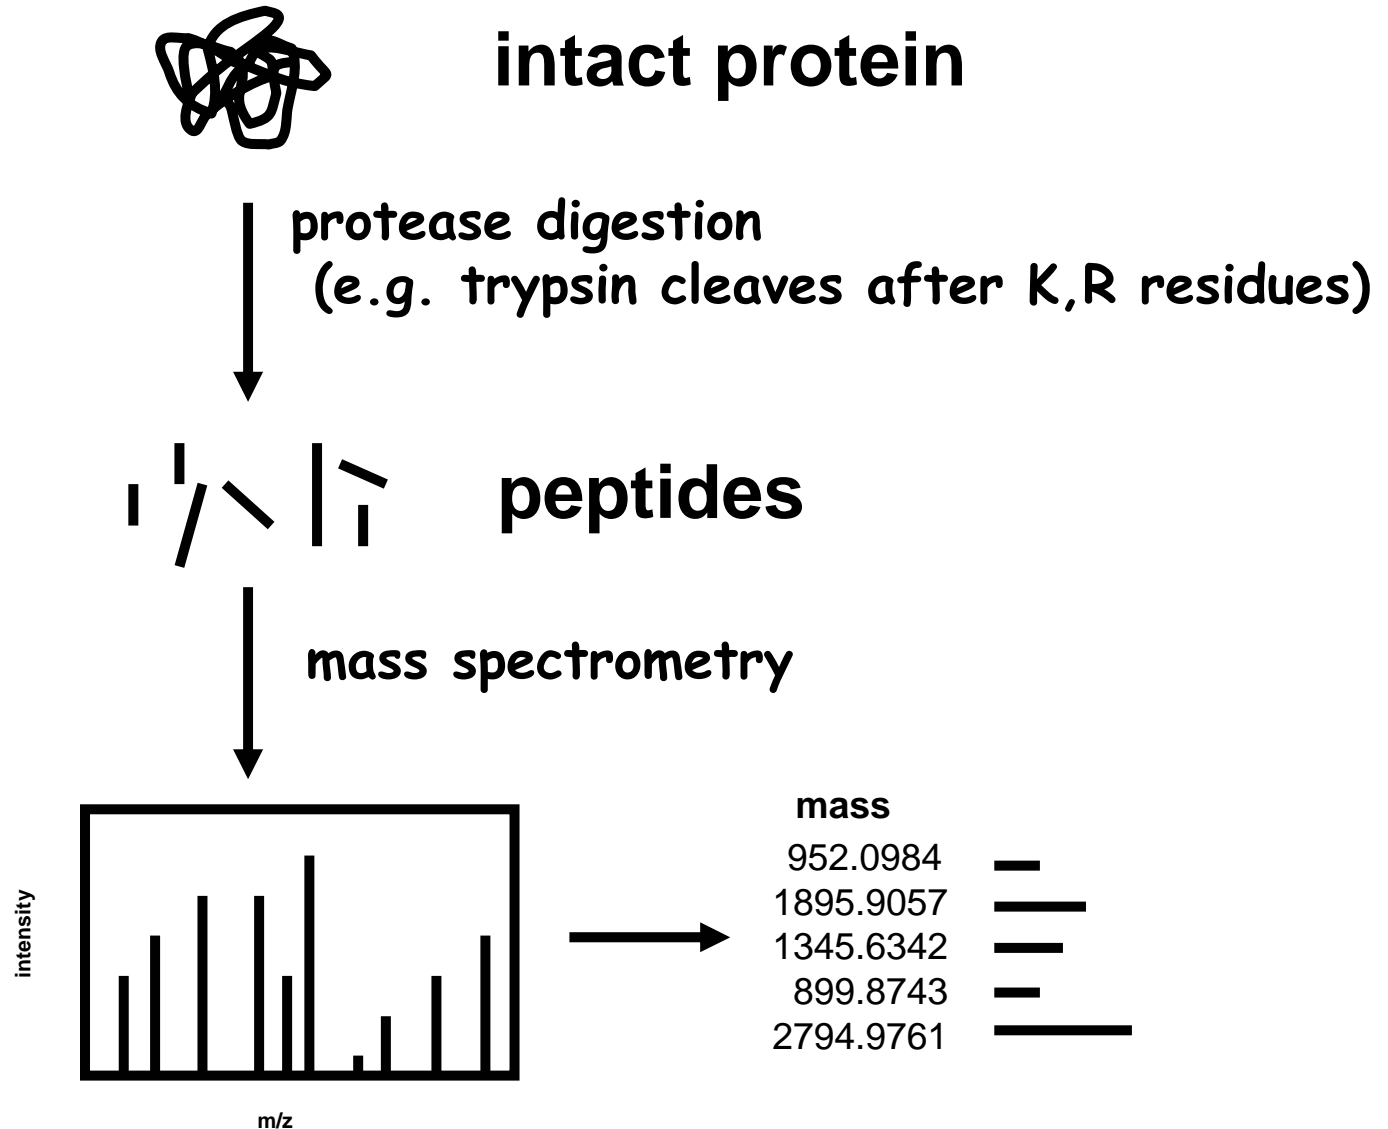 intact protein
protease digestion
(e.g. trypsin cleaves after K,R residues)
peptides
mass spectrometry
intensity
m/z
mass
952.0984
1895.9057
1345.6342
899.8743
2794.9761